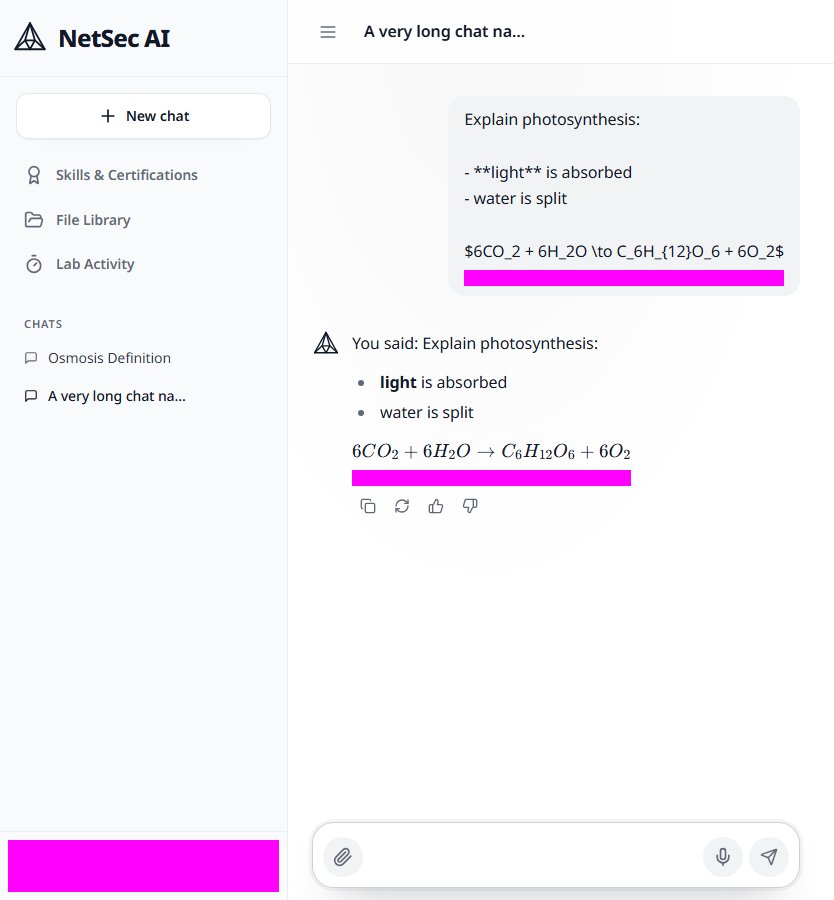 NetSec AI
New chat
Skills & Certifications
File Library
Lab Activity
CHATS
Osmosis Definition
A very long chat na...
A very long chat na...
Explain photosynthesis:
- **light** is absorbed
- water is split
$6CO_2 + 6H_2O \to C_6H_{12}O_6 + 6O_2$
You said: Explain photosynthesis:
• light is absorbed
• water is split
6CO₂ + 6H₂O → C₆H₁₂O₆ + 6O₂